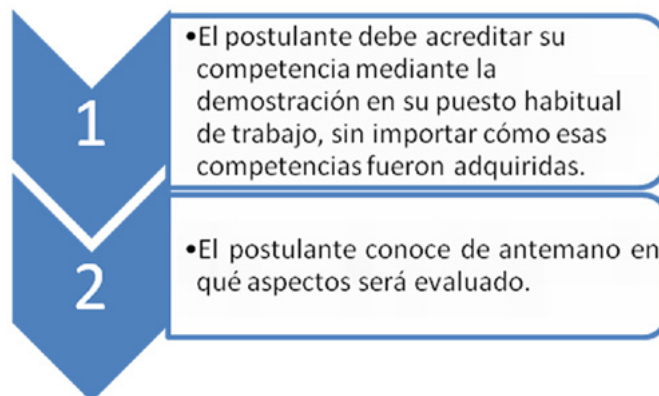 1
•El postulante debe acreditar su
competencia mediante la
demostración en su puesto habitual
de trabajo, sin importar cómo esas
competencias fueron adquiridas.
2
•El postulante conoce de antemano en
qué aspectos será evaluado.